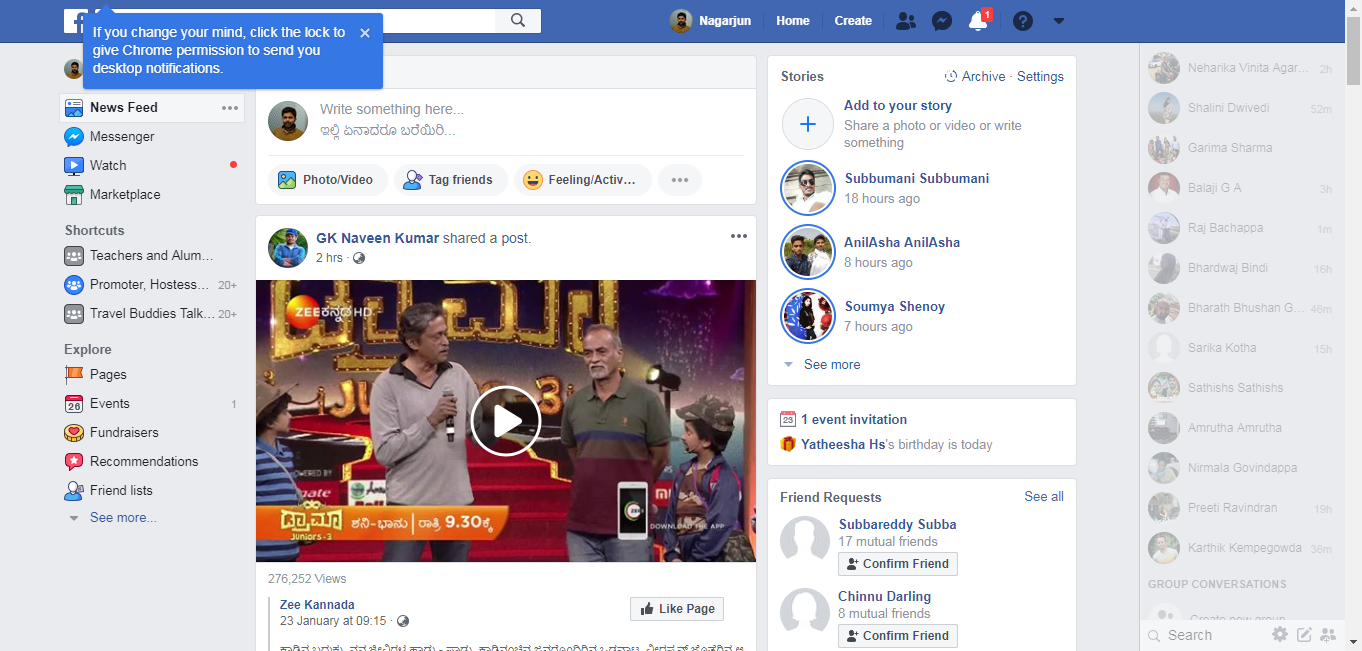 Nagarjun
Home
Create
1
If you change your mind, click the lock to
give Chrome permission to send you
desktop notifications.
News Feed
Messenger
Watch
Marketplace
Shortcuts
Teachers and Alum...
Promoter, Hostess... 20+
Travel Buddies Talk... 20+
Explore
Pages
26 Events 1
Fundraisers
Recommendations
Friend lists
See more...
Write something here...
ಇಲ್ಲಿ ಏನಾದರೂ ಬರೆಯಿರಿ...
Photo/Video
Tag friends
Feeling/Activ...
GK Naveen Kumar shared a post.
2 hrs ·
ZEE ಕನ್ನಡ HD
JUNIOR 3
POWERED BY
ಡ್ರಾಮಾ
Juniors-3
ಶನಿ-ಭಾನು | ರಾತ್ರಿ 9.30ಕ್ಕೆ
ZEE5
DOWNLOAD THE APP
276,252 Views
Zee Kannada
23 January at 09:15 ·
Like Page
Stories
Archive · Settings
Add to your story
Share a photo or video or write
something
Subbumani Subbumani
18 hours ago
AnilAsha AnilAsha
8 hours ago
Soumya Shenoy
7 hours ago
See more
23 1 event invitation
Yatheesha Hs's birthday is today
Friend Requests
See all
Subbareddy Subba
17 mutual friends
Confirm Friend
Chinnu Darling
8 mutual friends
Confirm Friend
Neharika Vinita Agar... 2h
Shalini Dwivedi 52m
Garima Sharma
Balaji G A 3h
Raj Bachappa 1m
Bhardwaj Bindi 16h
Bharath Bhushan G... 46m
Sarika Kotha 15h
Sathishs Sathishs
Amrutha Amrutha
Nirmala Govindappa
Preeti Ravindran 19h
Karthik Kempegowda 36m
GROUP CONVERSATIONS
Create new group
Search